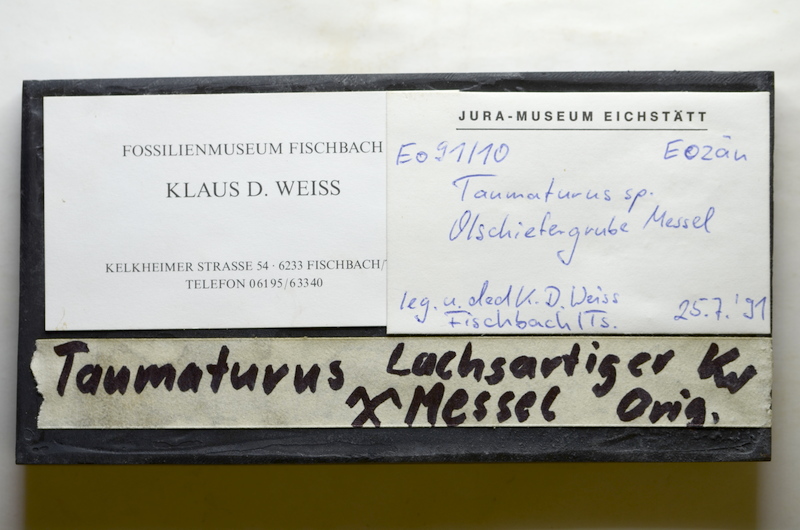 FOSSILIENMUSEUM FISCHBACH
KLAUS D. WEISS
KELKHEIMER STRASSE 54 · 6233 FISCHBACH/
TELEFON 06195/63340
JURA-MUSEUM EICHSTÄTT
Eo 91/10 Eozän
Taumaturus sp.
Ölschiefergrube Messel
leg. u. ded K. D. Weiss
Fischbach/Ts. 25.7.'91
Taumaturus Lachsartiger
Messel Orig.